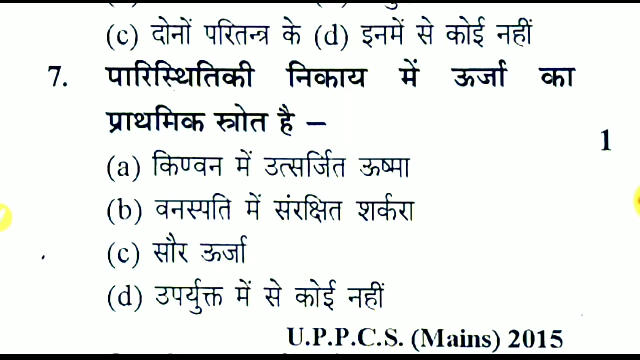 (c) दोनों परितन्त्र के (d) इनमें से कोई नहीं
7. पारिस्थितिकी निकाय में ऊर्जा का
प्राथमिक स्त्रोत है –
1
(a) किण्वन में उत्सर्जित ऊष्मा
(b) वनस्पति में संरक्षित शर्करा
(c) सौर ऊर्जा
(d) उपर्युक्त में से कोई नहीं
U.P.P.C.S. (Mains) 2015